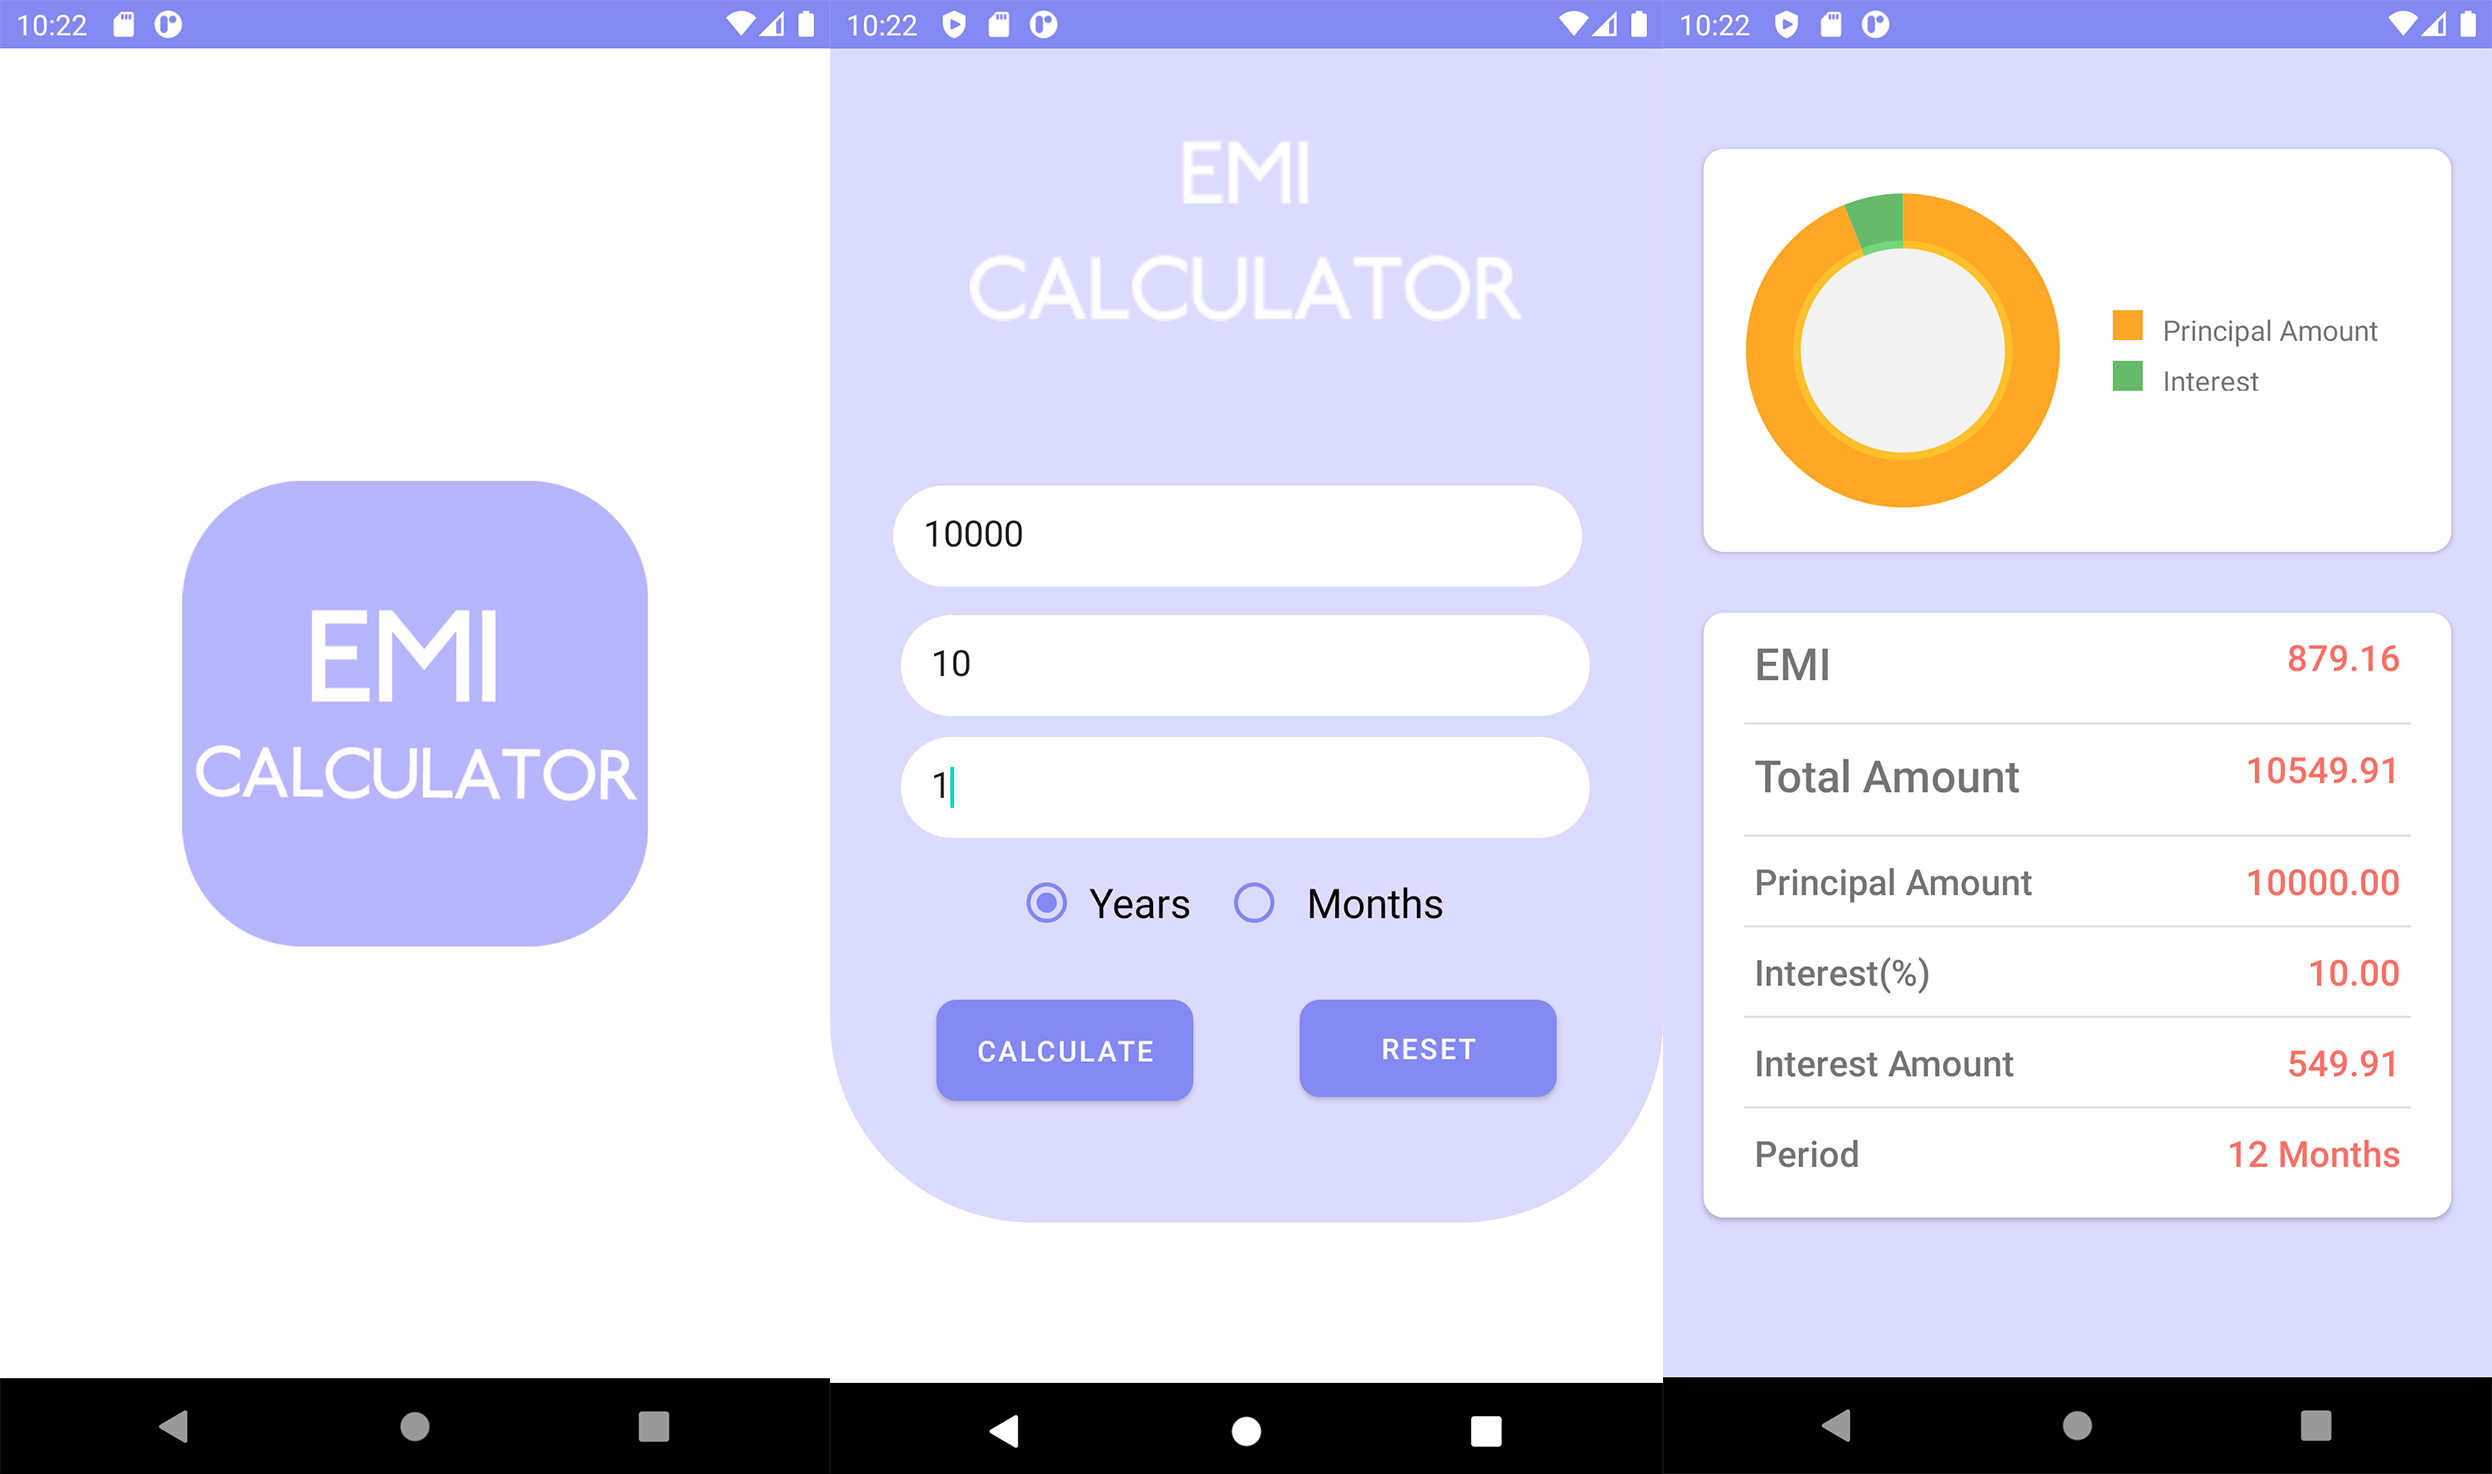 10:22
EMI
CALCULATOR
10:22
EMI
CALCULATOR
10000
10
1
Years Months
CALCULATE RESET
10:22
Principal Amount
Interest
EMI 879.16
Total Amount 10549.91
Principal Amount 10000.00
Interest(%) 10.00
Interest Amount 549.91
Period 12 Months